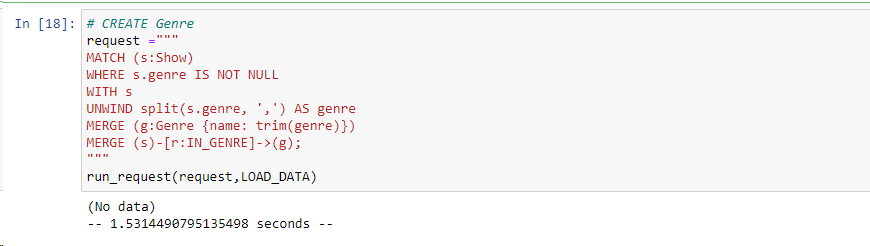 In [18]: # CREATE Genre
request ="""
MATCH (s:Show)
WHERE s.genre IS NOT NULL
WITH s
UNWIND split(s.genre, ',') AS genre
MERGE (g:Genre {name: trim(genre)})
MERGE (s)-[r:IN_GENRE]->(g);
"""
run_request(request,LOAD_DATA)
(No data)
-- 1.5314490795135498 seconds --